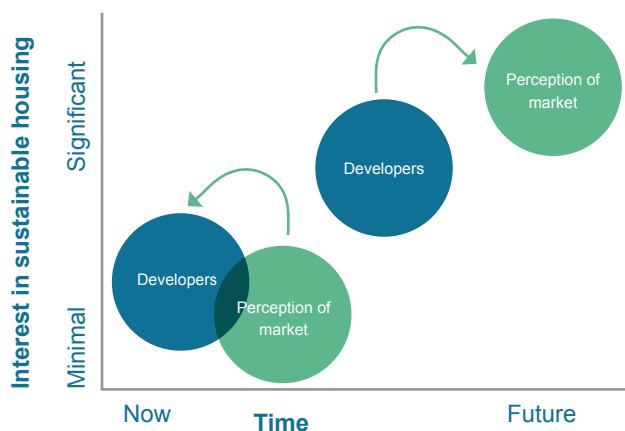 Interest in sustainable housing
Significant
Minimal
Perception of
market
Developers
Developers
Perception of
market
Now
Time
Future